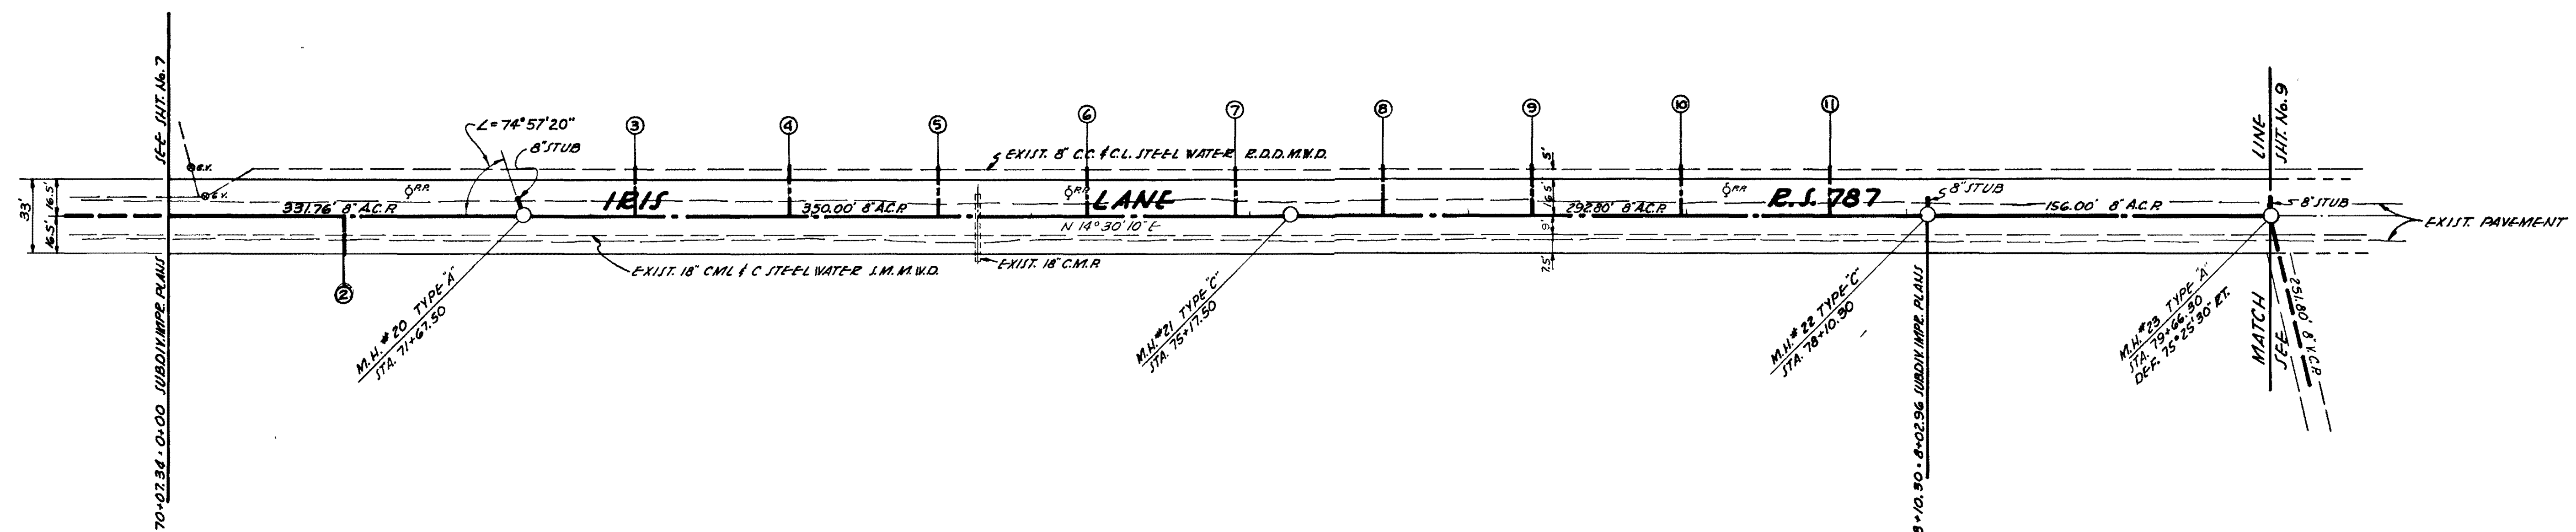 SEE SHT. No. 7
70+07.34 = 0+00 SUBDIV. IMPR. PLANS
33'
16.5'
16.5'
G.V.
G.V.
P.P.
331.76' 8" A.C.P.
②
∠= 74°57'20"
8" STUB
M.H. #20 TYPE "A"
STA. 71+67.50
IRIS
③
④
⑤
⑥
⑦
⑧
⑨
⑩
⑪
350.00' 8" A.C.P.
EXIST. 8" C.C. & C.L. STEEL WATER R.D.D.M.W.D.
EXIST. 18" CML & C STEEL WATER S.M.M.W.D.
EXIST. 18" C.M.P.
P.P.
LANE
N 14° 30' 10" E
M.H. #21 TYPE "C"
STA. 75+17.50
5'
16.5'
9'
7.5'
292.80' 8" A.C.P.
P.P.
R.S. 787
8" STUB
M.H. #22 TYPE "C"
STA. 78+10.30
8+10.30 = 8+02.96 SUBDIV. IMPR. PLANS
156.00' 8" A.C.P.
M.H. #23 TYPE "A"
STA. 79+66.30
DEF. 75°25'30" RT.
LINE
SHT. No. 9
8" STUB
EXIST. PAVEMENT
MATCH
SEE
251.80' 8" V.C.P.